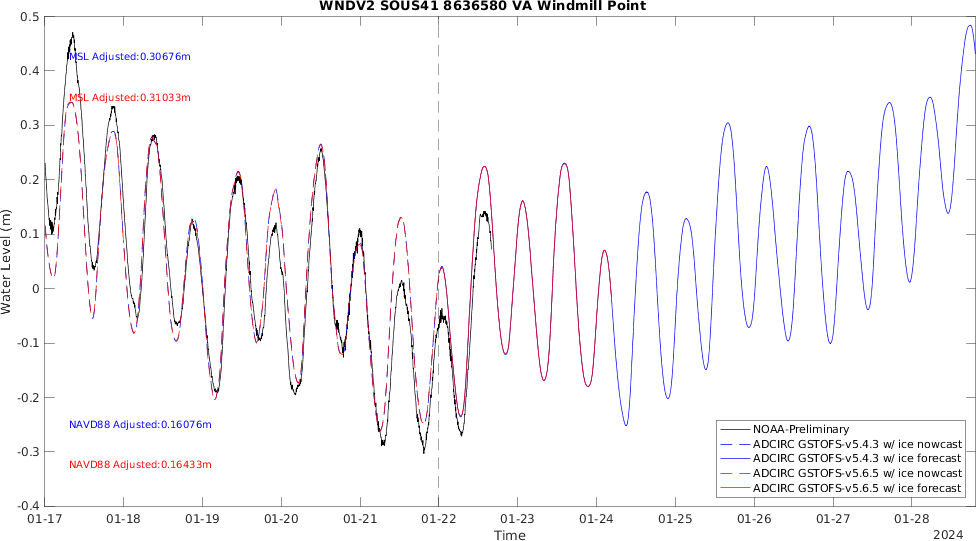 WNDV2 SOUS41 8636580 VA Windmill Point
0.5
MSL Adjusted:0.30676m
0.4
MSL Adjusted:0.31033m
0.3
0.2
0.1
Water Level (m)
0
-0.1
-0.2
NAVD88 Adjusted:0.16076m
-0.3
NAVD88 Adjusted:0.16433m
-0.4
NOAA-Preliminary
ADCIRC GSTOFS-v5.4.3 w/ ice nowcast
ADCIRC GSTOFS-v5.4.3 w/ ice forecast
ADCIRC GSTOFS-v5.6.5 w/ ice nowcast
ADCIRC GSTOFS-v5.6.5 w/ ice forecast
01-17 01-18 01-19 01-20 01-21 01-22 01-23 01-24 01-25 01-26 01-27 01-28
Time
2024